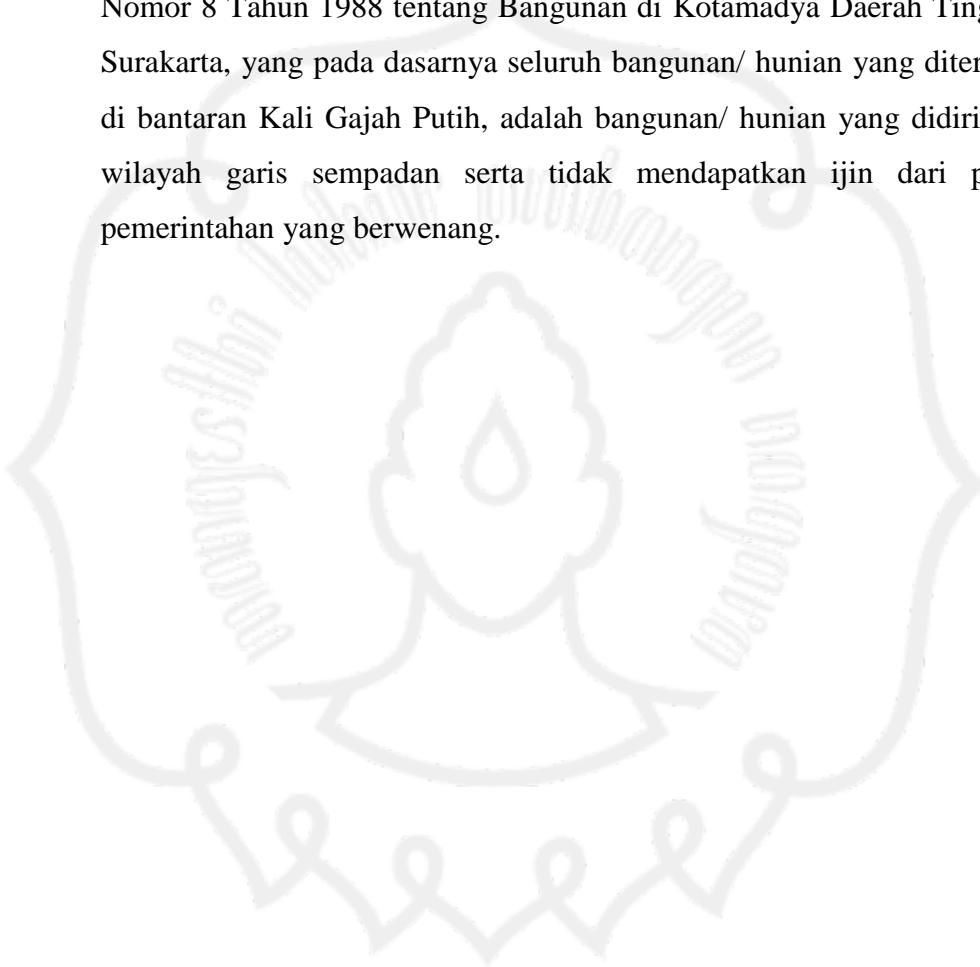 Nomor 8 Tahun 1988 tentang Bangunan di Kotamadya Daerah
Surakarta, yang pada dasarnya seluruh bangunan/ hunian yang
di bantaran Kali Gajah Putih, adalah bangunan/ hunian yang
wilayah garis sempadan serta tidak mendapatkan ijin dari
pemerintahan yang berwenang.